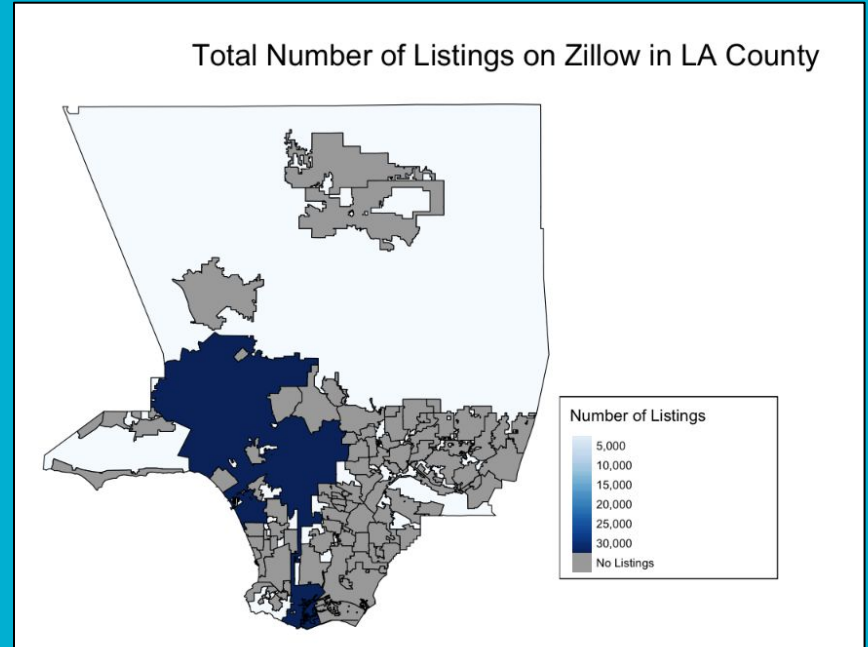 Total Number of Listings on Zillow in LA County
Number of Listings
5,000
10,000
15,000
20,000
25,000
30,000
No Listings